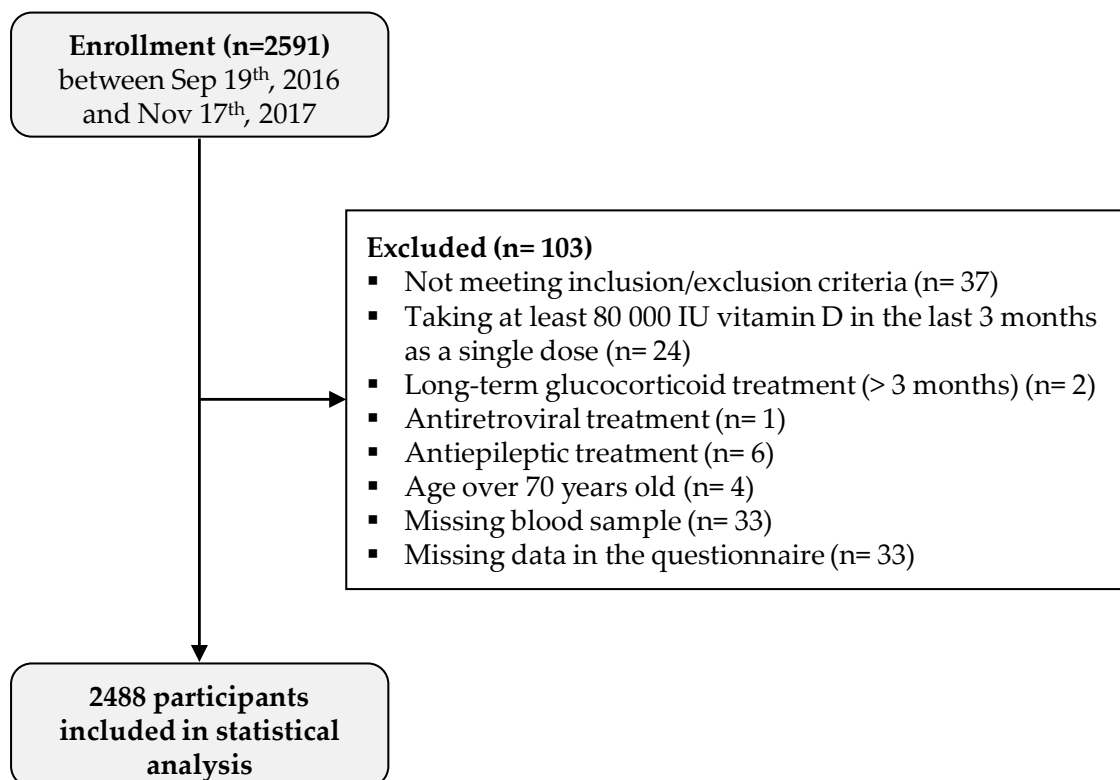 Enrollment (n=2591)
between Sep 19th, 2016
and Nov 17th, 2017
Excluded (n= 103)
▪ Not meeting inclusion/exclusion criteria (n= 37)
▪ Taking at least 80 000 IU vitamin D in the last 3 months
as a single dose (n= 24)
▪ Long-term glucocorticoid treatment (> 3 months) (n= 2)
▪ Antiretroviral treatment (n= 1)
▪ Antiepileptic treatment (n= 6)
▪ Age over 70 years old (n= 4)
▪ Missing blood sample (n= 33)
▪ Missing data in the questionnaire (n= 33)
2488 participants
included in statistical
analysis